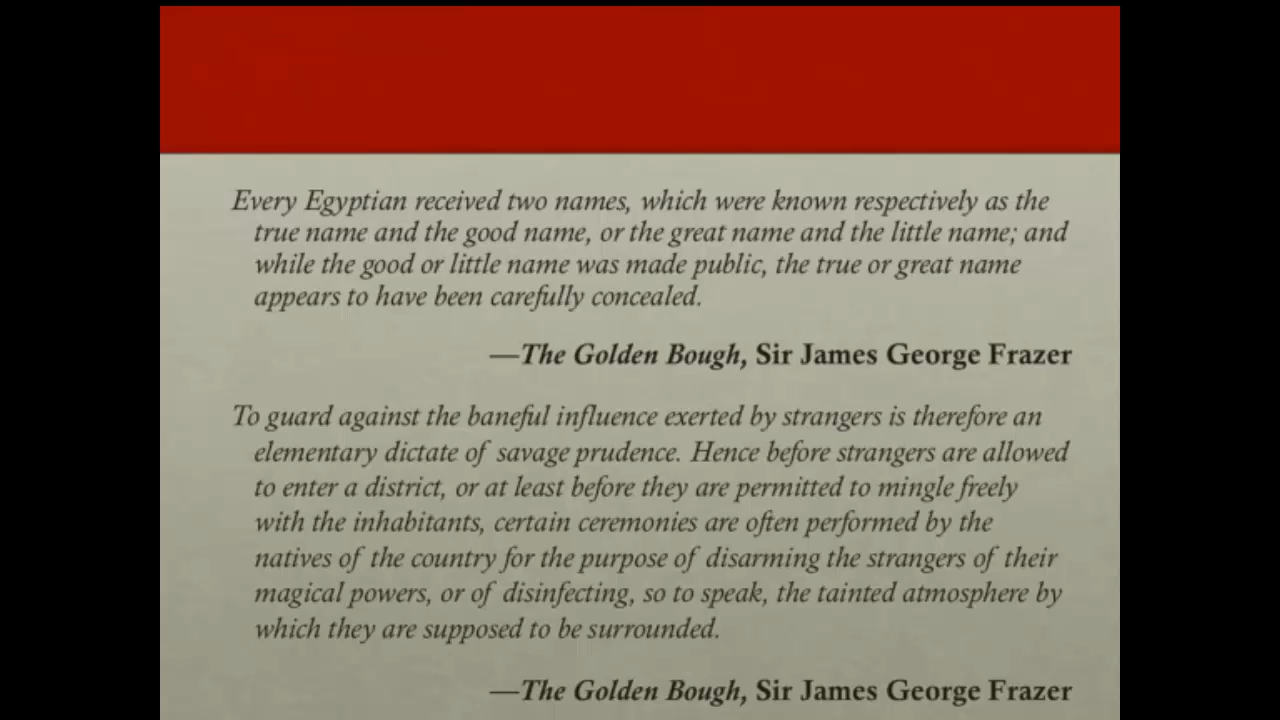 Every Egyptian received two names, which were known respectively as the
true name and the good name, or the great name and the little name; and
while the good or little name was made public, the true or great name
appears to have been carefully concealed.
—The Golden Bough, Sir James George Frazer
To guard against the baneful influence exerted by strangers is therefore an
elementary dictate of savage prudence. Hence before strangers are allowed
to enter a district, or at least before they are permitted to mingle freely
with the inhabitants, certain ceremonies are often performed by the
natives of the country for the purpose of disarming the strangers of their
magical powers, or of disinfecting, so to speak, the tainted atmosphere by
which they are supposed to be surrounded.
—The Golden Bough, Sir James George Frazer